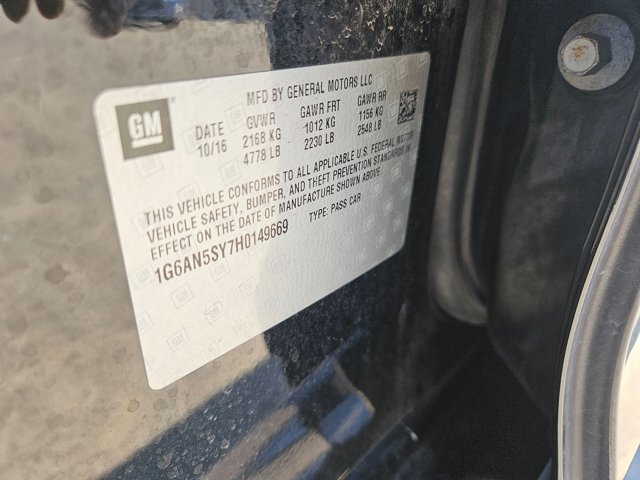 GM
MFD BY GENERAL MOTORS LLC
DATE GVWR GAWR FRT GAWR RR
10/16 2168 KG 1012 KG 1156 KG
4778 LB 2230 LB 2548 LB
THIS VEHICLE CONFORMS TO ALL APPLICABLE U.S. FEDERAL MOTOR
VEHICLE SAFETY, BUMPER, AND THEFT PREVENTION STANDARDS IN
EFFECT ON THE DATE OF MANUFACTURE SHOWN ABOVE.
1G6AN5SY7H0149669 TYPE: PASS CAR